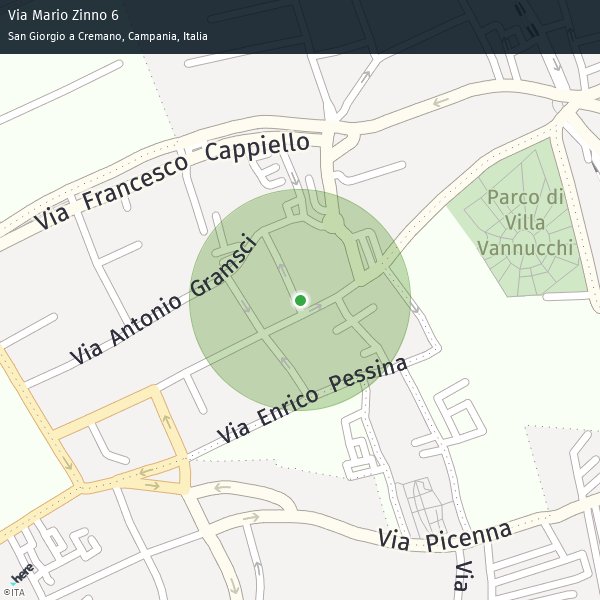 Via Mario Zinno 6
San Giorgio a Cremano, Campania, Italia
Via Francesco Cappiello
Parco di
Villa
Vannucchi
Via Antonio Gramsci
Via Enrico Pessina
Via Picenna
Via
here
©ITA